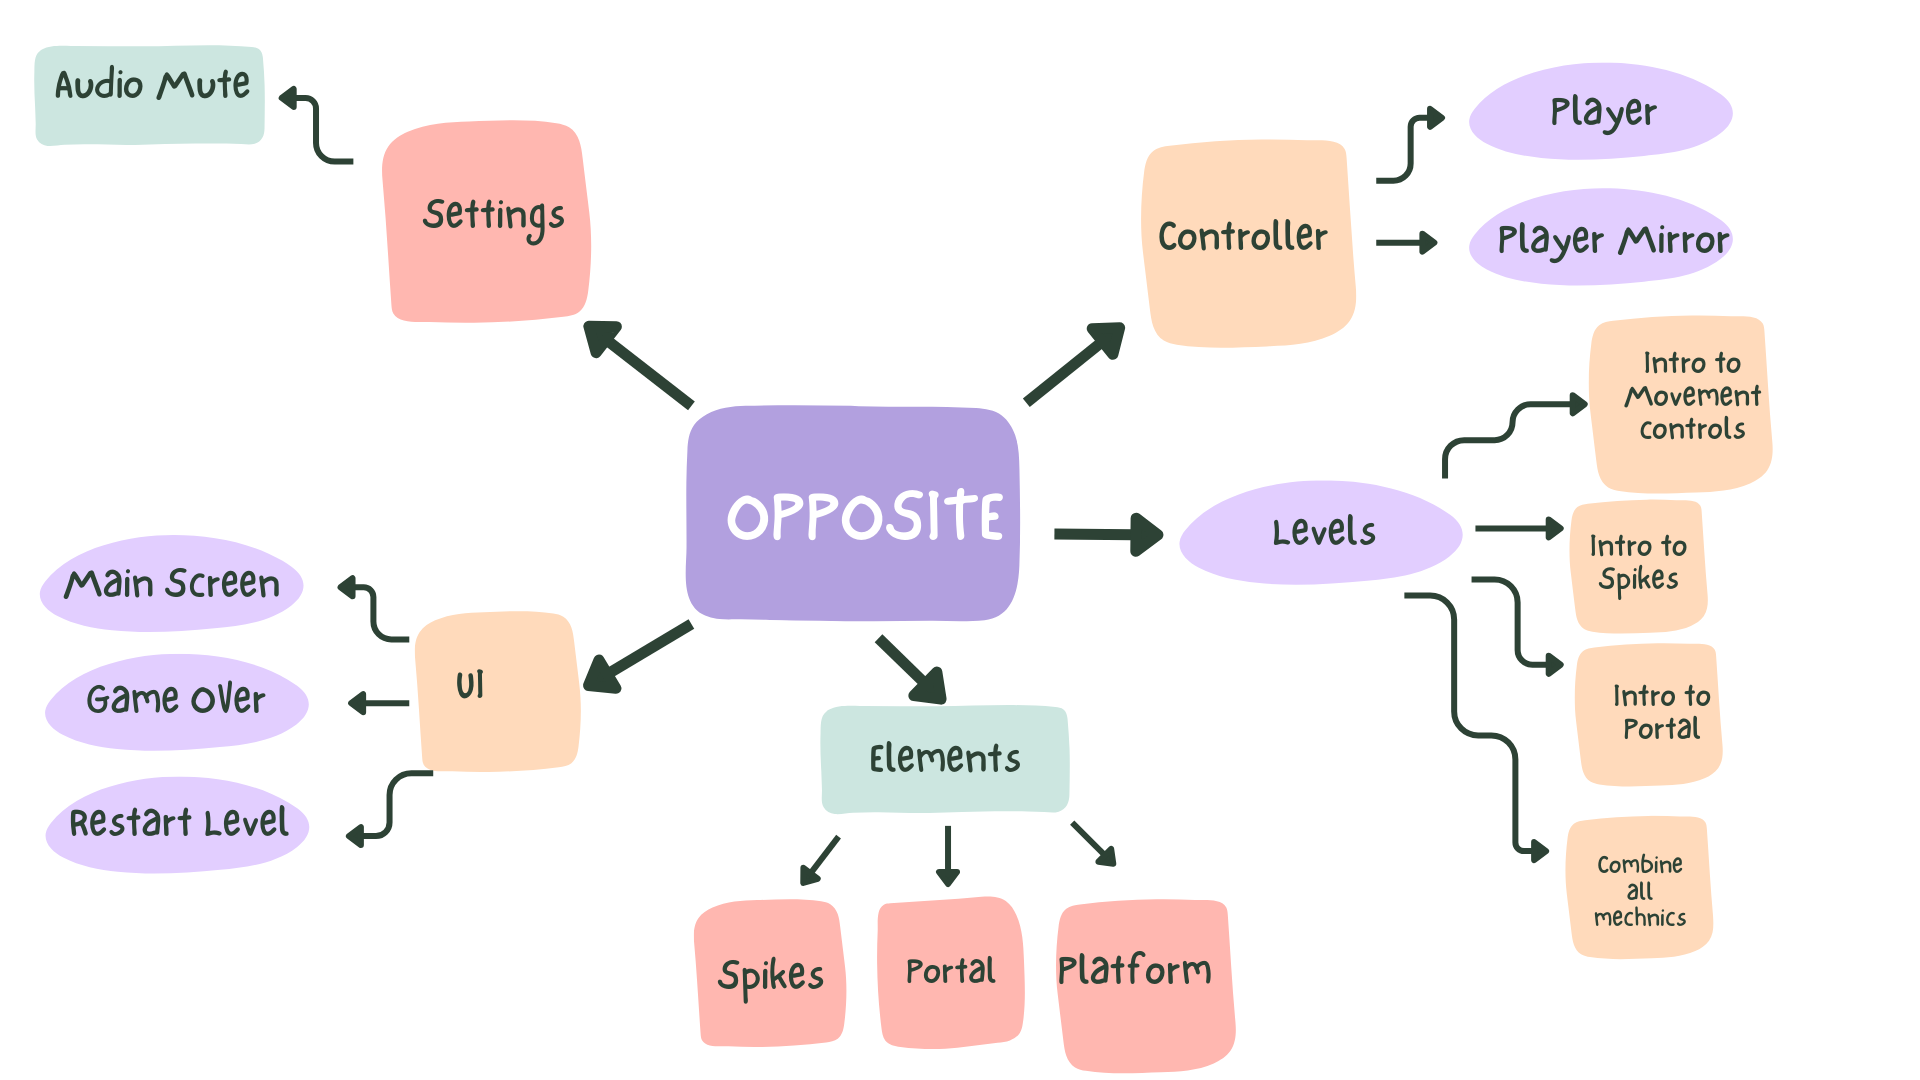 Audio Mute
Settings
Controller
Player
Player Mirror
OPPOSITE
Levels
Intro to
Movement
controls
Intro to
Spikes
Intro to
Portal
Combine
all
mechnics
UI
Main Screen
Game OVer
Restart Level
Elements
Spikes
Portal
Platform